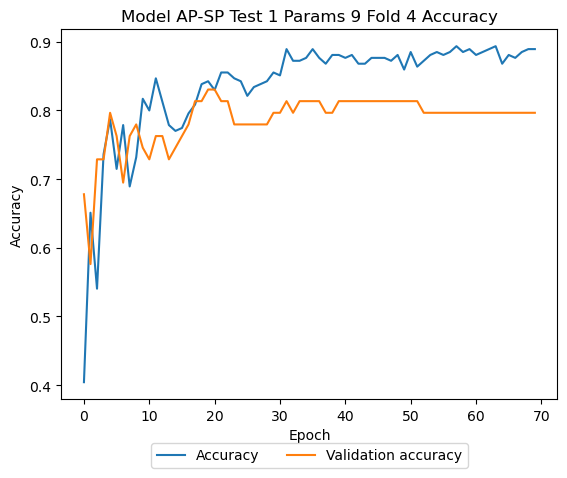 Model AP-SP Test 1 Params 9 Fold 4 Accuracy
0.9
0.8
0.7
0.6
0.5
0.4
Accuracy
0 10 20 30 40 50 60 70
Epoch
Accuracy Validation accuracy